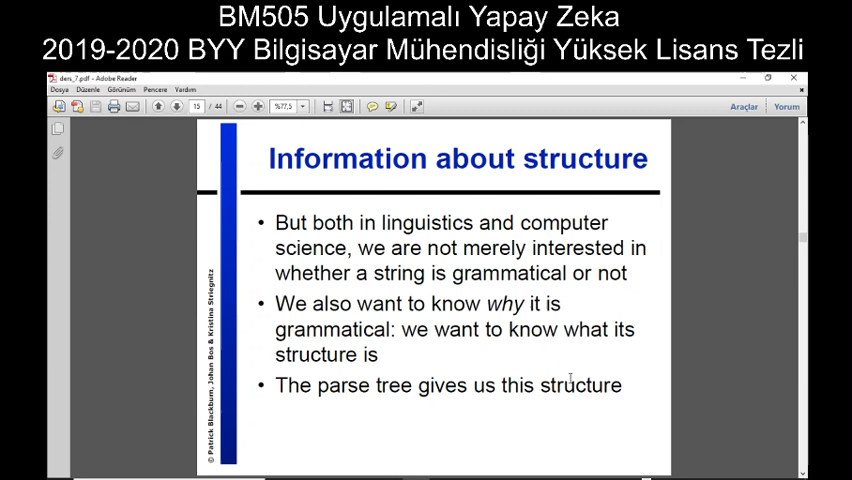 BM505 Uygulamalı Yapay Zeka
2019-2020 BYY Bilgisayar Mühendisliği Yüksek Lisans Tezli
ders_7.pdf - Adobe Reader
Dosya Düzenle Görünüm Pencere Yardım
15 / 44 %77,5 Araçlar Yorum
Information about structure
• But both in linguistics and computer
science, we are not merely interested in
whether a string is grammatical or not
• We also want to know why it is
grammatical: we want to know what its
structure is
• The parse tree gives us this structure
© Patrick Blackburn, Johan Bos & Kristina Striegnitz